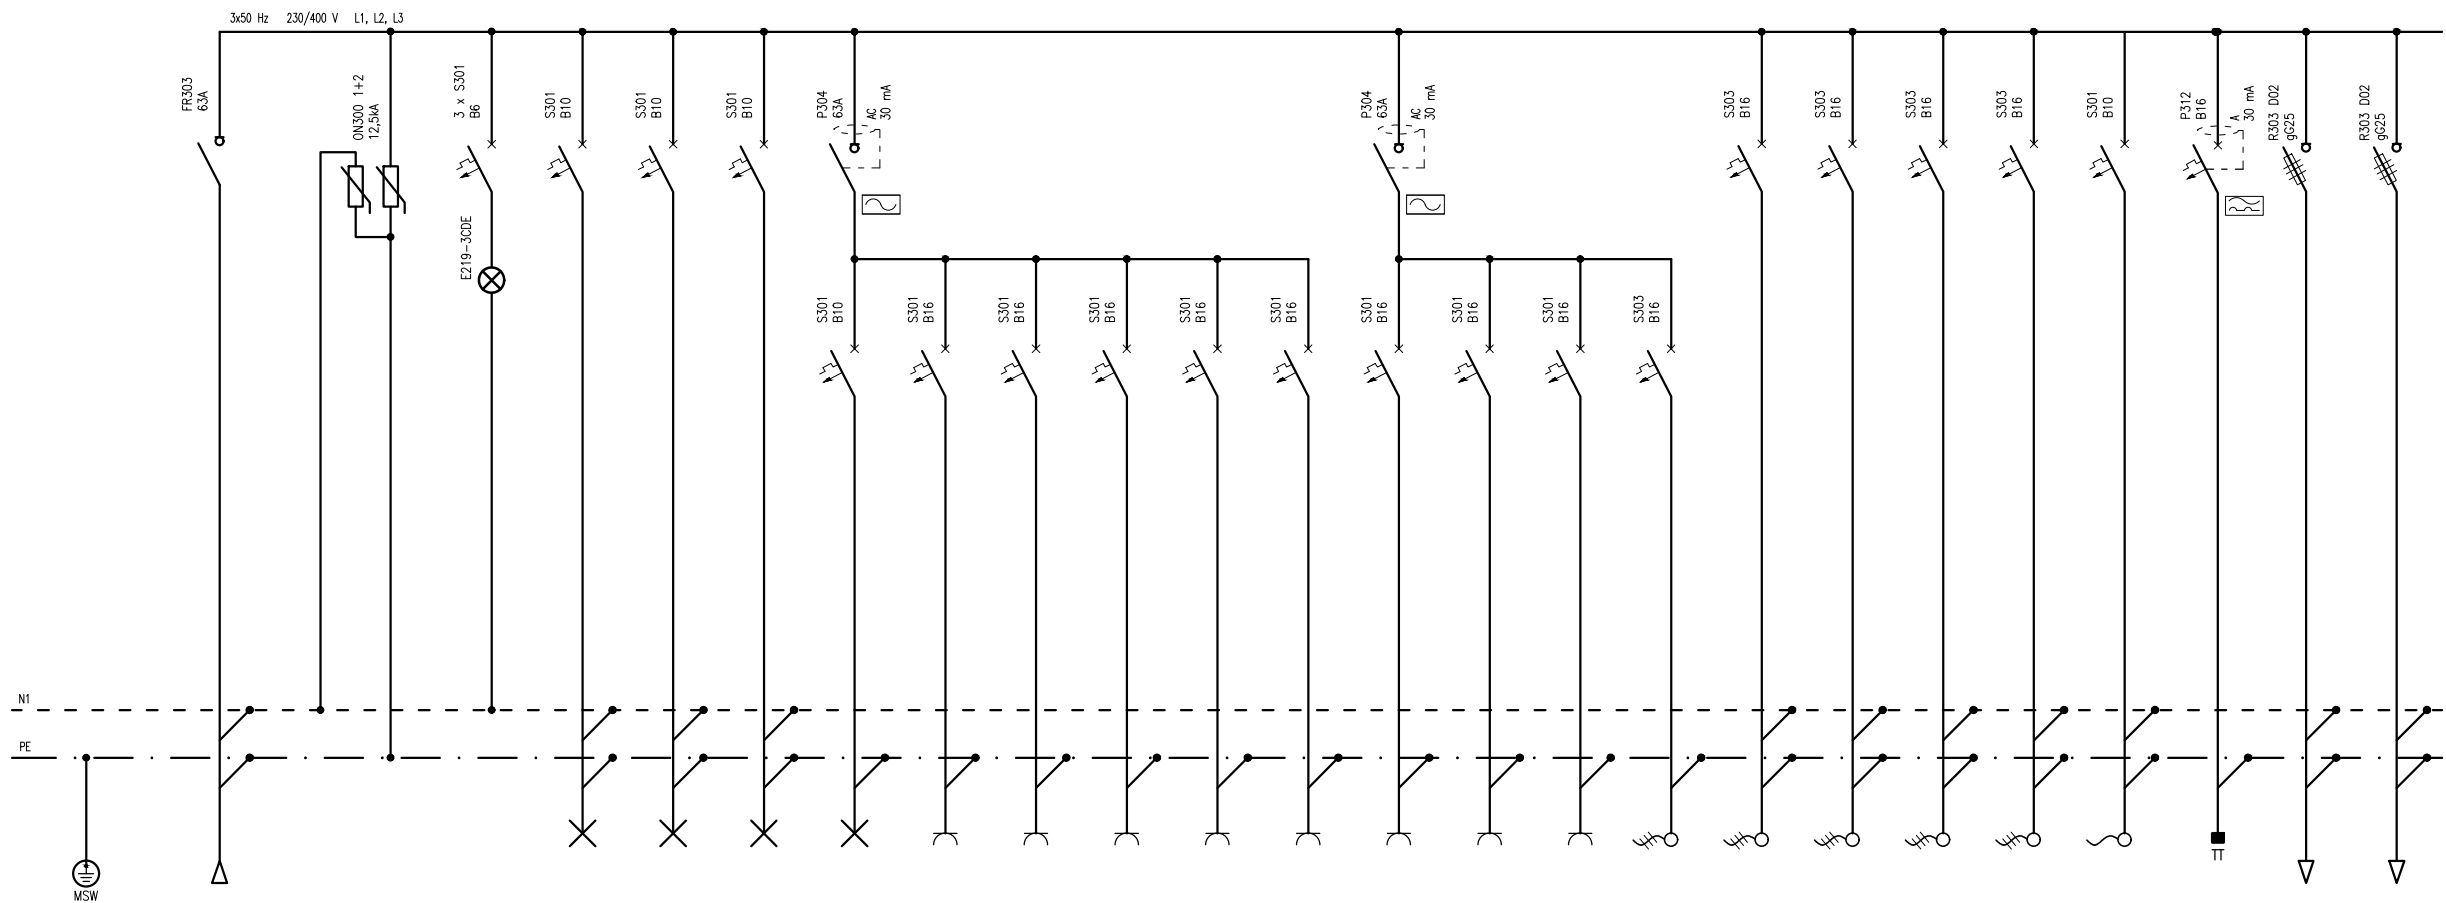 3x50 Hz 230/400 V L1, L2, L3
FR303
63A
ON300 1+2
12,5kA
3 x S301
B6
E219-3CDE
S301
B10
S301
B10
S301
B10
P304
63A
AC
30 mA
P304
63A
AC
30 mA
S303
B16
S303
B16
S303
B16
S303
B16
S301
B10
P312
B16
A
30 mA
R303 D02
gG25
R303 D02
gG25
S301
B10
S301
B16
S301
B16
S301
B16
S301
B16
S301
B16
S301
B16
S301
B16
S301
B16
S303
B16
N1
PE
MSW
TT